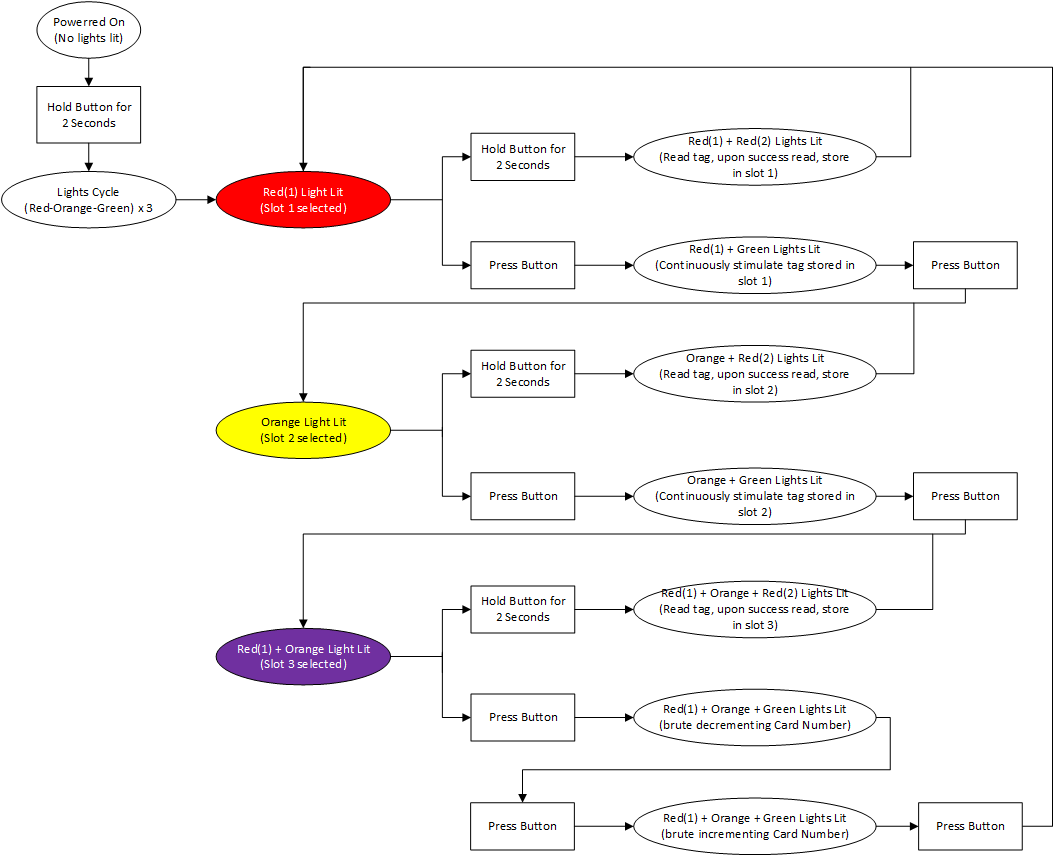 Powerred On
(No lights lit)
Hold Button for
2 Seconds
Lights Cycle
(Red-Orange-Green) x 3
Red(1) Light Lit
(Slot 1 selected)
Hold Button for
2 Seconds
Red(1) + Red(2) Lights Lit
(Read tag, upon success read, store
in slot 1)
Press Button
Red(1) + Green Lights Lit
(Continuously stimulate tag stored in
slot 1)
Press Button
Orange Light Lit
(Slot 2 selected)
Hold Button for
2 Seconds
Orange + Red(2) Lights Lit
(Read tag, upon success read, store
in slot 2)
Press Button
Orange + Green Lights Lit
(Continuously stimulate tag stored in
slot 2)
Press Button
Red(1) + Orange Light Lit
(Slot 3 selected)
Hold Button for
2 Seconds
Red(1) + Orange + Red(2) Lights Lit
(Read tag, upon success read, store
in slot 3)
Press Button
Red(1) + Orange + Green Lights Lit
(brute decrementing Card Number)
Press Button
Red(1) + Orange + Green Lights Lit
(brute incrementing Card Number)
Press Button